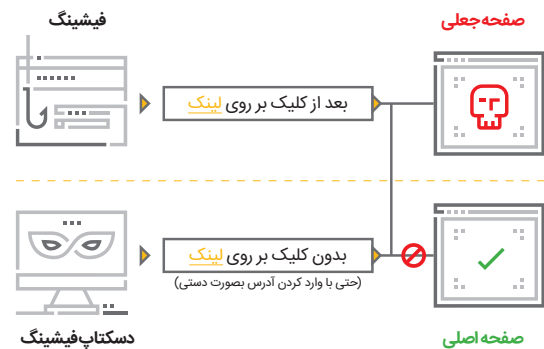 صفحه جعلی
فیشینگ
بعد از کلیک بر روی لینک
بدون کلیک بر روی لینک
(حتی با وارد کردن آدرس بصورت دستی)
صفحه اصلی
دسکتاپ فیشینگ